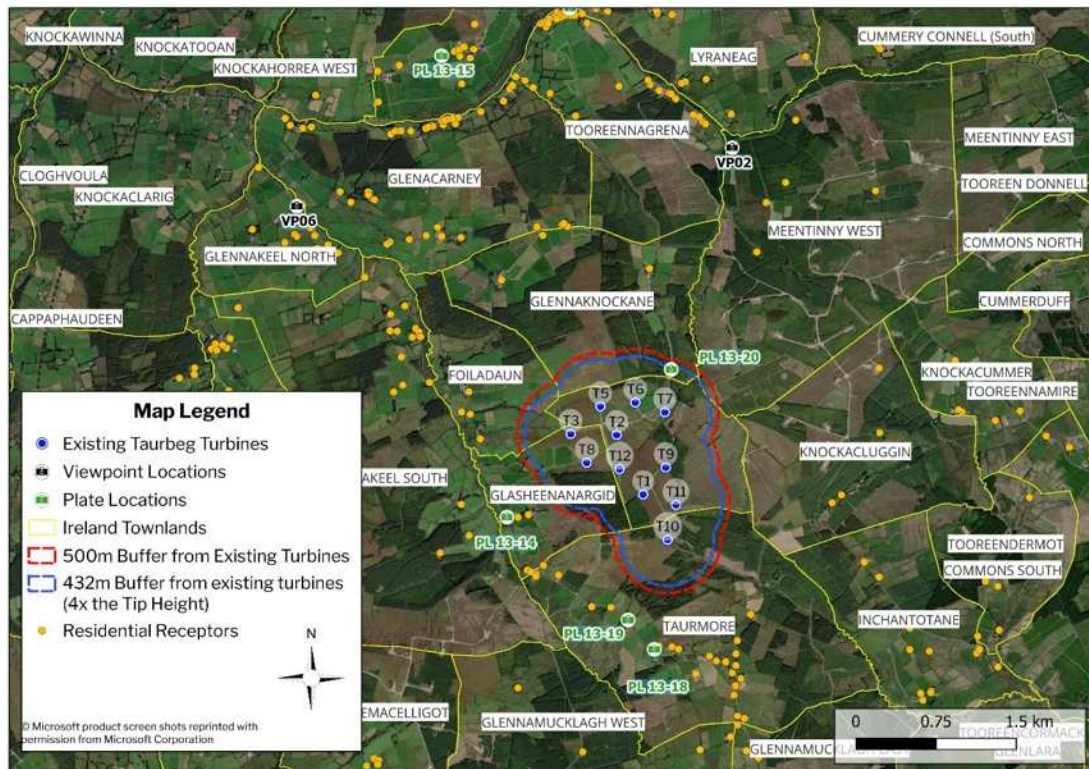 KNOCKAWINNA
KNOCKATOOAN
KNOCKAHORREA WEST
PL 13-15
LYRANEAG
CUMMERY CONNELL (South)
TOOREENNAGRENA
VP02
MEENTINNY EAST
CLOGHVOULA
KNOCKACLARIG
GLENACARNEY
TOOREEN DONNELL
VP06
MEENTINNY WEST
GLENNAKEEL NORTH
COMMONS NORTH
GLENNAKNOCKANE
CUMMERDUFF
CAPPAPHAUDEEN
PL 13-20
FOILADAUN
KNOCKACUMMER
TOOREENNAMIRE
T5
T6
T7
T3
T2
T8
T12
T9
T1
T11
T10
KNOCKACLUGGIN
AKEEL SOUTH
GLASHEENANARGID
PL 13-14
TOOREENDERMOT
COMMONS SOUTH
PL 13-19
TAURMORE
INCHANTOTANE
PL 13-18
EMACELLIGOT
GLENNAMUCKLAGH WEST
TOOREENCORMACK
GLENLARA
Map Legend
Existing Taurbeg Turbines
Viewpoint Locations
Plate Locations
Ireland Townlands
500m Buffer from Existing Turbines
432m Buffer from existing turbines
(4x the Tip Height)
Residential Receptors
N
© Microsoft product screen shots reprinted with
permission from Microsoft Corporation
0 0.75 1.5 km